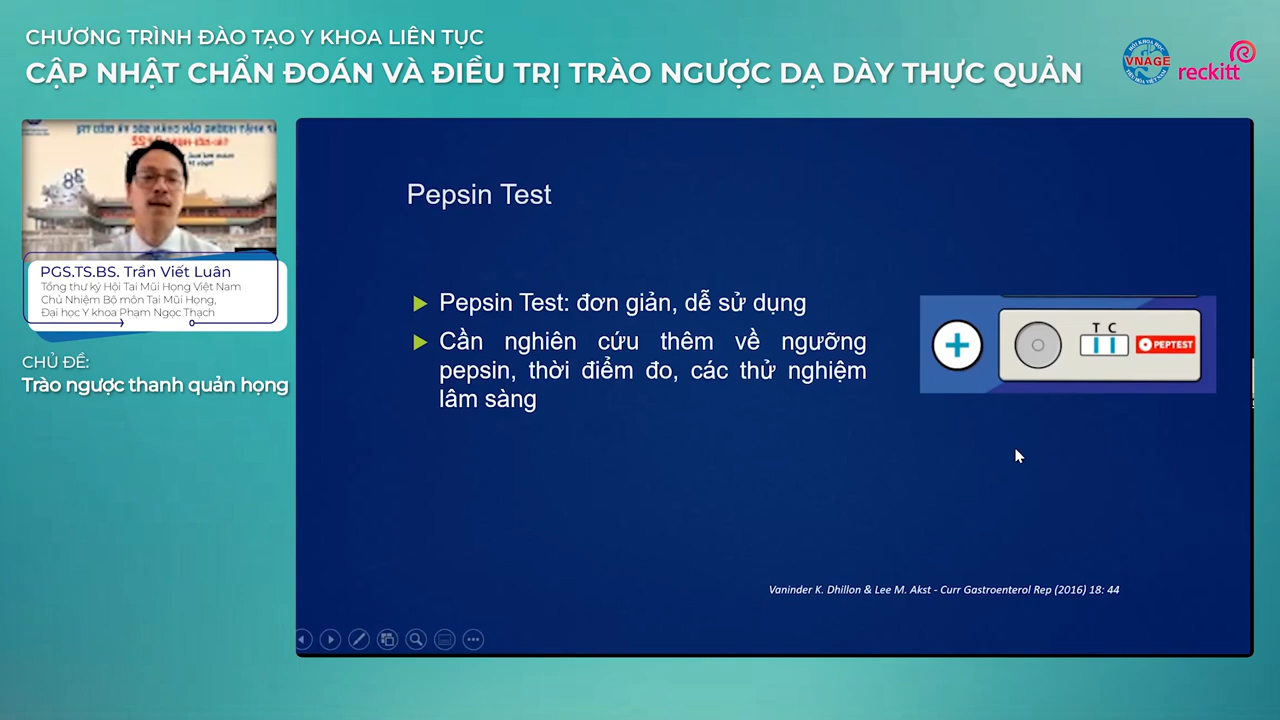 CHƯƠNG TRÌNH ĐÀO TẠO Y KHOA LIÊN TỤC
CẬP NHẬT CHẨN ĐOÁN VÀ ĐIỀU TRỊ TRÀO NGƯỢC DẠ DÀY THỰC QUẢN
VNAGE
reckitt
PGS.TS.BS. Trần Viết Luân
Tổng thư ký Hội Tai Mũi Họng Việt Nam
Chủ Nhiệm Bộ môn Tai Mũi Họng,
Đại học Y khoa Phạm Ngọc Thạch
CHỦ ĐỀ:
Trào ngược thanh quản họng
Pepsin Test
Pepsin Test: đơn giản, dễ sử dụng
Cần nghiên cứu thêm về ngưỡng
pepsin, thời điểm đo, các thử nghiệm
lâm sàng
T C
PEPTEST
Vaninder K. Dhillon & Lee M. Akst - Curr Gastroenterol Rep (2016) 18: 44